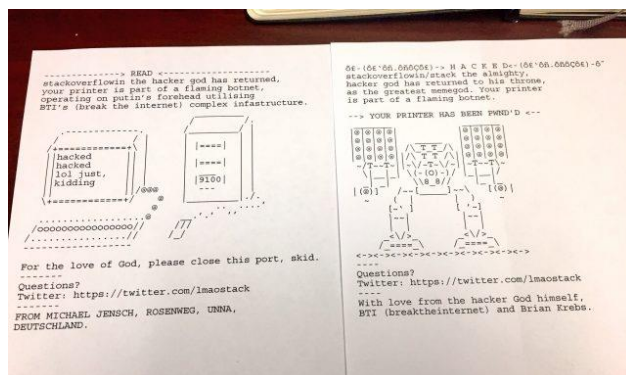 -------------> READ <-------------------
stackoverflowin the hacker god has returned,
your printer is part of a flaming botnet,
operating on putin's forehead utilising
BTI's (break the internet) complex infastructure.
hacked
hacked
lol just,
kidding
|====|
|====|
|9100|
---
For the love of God, please close this port, skid.
-------
Questions?
Twitter: https://twitter.com/lmaostack
-------
FROM MICHAEL JENSCH, ROSENWEG, UNNA,
DEUTSCHLAND.
H A C K E D
stackoverflowin/stack the almighty,
hacker god has returned to his throne,
as the greatest memegod. Your printer
is part of a flaming botnet.
--> YOUR PRINTER HAS BEEN PWND'D <--
Questions?
Twitter: https://twitter.com/lmaostack
----
With love from the hacker God himself,
BTI (breaktheinternet) and Brian Krebs.